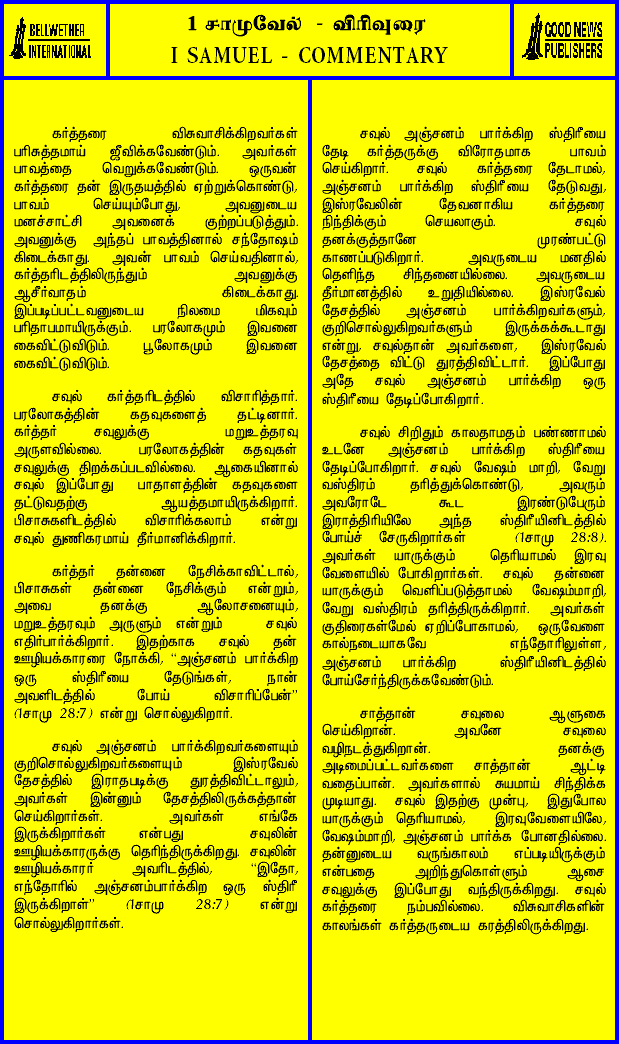 BELLWETHER
INTERNATIONAL
1 சாமுவேல் - விரிவுரை
I SAMUEL - COMMENTARY
GOOD NEWS
PUBLISHERS
கர்த்தரை விசுவாசிக்கிறவர்கள்
பரிசுத்தமாய் ஜீவிக்கவேண்டும். அவர்கள்
பாவத்தை வெறுக்கவேண்டும். ஒருவன்
கர்த்தரை தன் இருதயத்தில் ஏற்றுக்கொண்டு,
பாவம் செய்யும்போது, அவனுடைய
மனச்சாட்சி அவனைக் குற்றப்படுத்தும்.
அவனுக்கு அந்தப் பாவத்தினால் சந்தோஷம்
கிடைக்காது. அவன் பாவம் செய்வதினால்,
கர்த்தரிடத்திலிருந்தும் அவனுக்கு
ஆசீர்வாதம் கிடைக்காது.
இப்படிப்பட்டவனுடைய நிலமை மிகவும்
பரிதாபமாயிருக்கும். பரலோகமும் இவனை
கைவிட்டுவிடும். பூலோகமும் இவனை
கைவிட்டுவிடும்.
சவுல் கர்த்தரிடத்தில் விசாரித்தார்.
பரலோகத்தின் கதவுகளைத் தட்டினார்.
கர்த்தர் சவுலுக்கு மறுஉத்தரவு
அருளவில்லை. பரலோகத்தின் கதவுகள்
சவுலுக்கு திறக்கப்படவில்லை. ஆகையினால்
சவுல் இப்போது பாதாளத்தின் கதவுகளை
தட்டுவதற்கு ஆயத்தமாயிருக்கிறார்.
பிசாசுகளிடத்தில் விசாரிக்கலாம் என்று
சவுல் துணிகரமாய் தீர்மானிக்கிறார்.
கர்த்தர் தன்னை நேசிக்காவிட்டால்,
பிசாசுகள் தன்னை நேசிக்கும் என்றும்,
அவை தனக்கு ஆலோசனையும்,
மறுஉத்தரவும் அருளும் என்றும் சவுல்
எதிர்பார்க்கிறார். இதற்காக சவுல் தன்
ஊழியக்காரரை நோக்கி, “அஞ்சனம் பார்க்கிற
ஒரு ஸ்திரீயை தேடுங்கள், நான்
அவளிடத்தில் போய் விசாரிப்பேன்”
(1சாமு 28:7) என்று சொல்லுகிறார்.
சவுல் அஞ்சனம் பார்க்கிறவர்களையும்
குறிசொல்லுகிறவர்களையும் இஸ்ரவேல்
தேசத்தில் இராதபடிக்கு துரத்திவிட்டாலும்,
அவர்கள் இன்னும் தேசத்திலிருக்கத்தான்
செய்கிறார்கள். அவர்கள் எங்கே
இருக்கிறார்கள் என்பது சவுலின்
ஊழியக்காரருக்கு தெரிந்திருக்கிறது. சவுலின்
ஊழியக்காரர் அவரிடத்தில், “இதோ,
எந்தோரில் அஞ்சனம்பார்க்கிற ஒரு ஸ்திரீ
இருக்கிறாள்” (1சாமு 28:7) என்று
சொல்லுகிறார்கள்.
சவுல் அஞ்சனம் பார்க்கிற ஸ்திரீயை
தேடி கர்த்தருக்கு விரோதமாக பாவம்
செய்கிறார். சவுல் கர்த்தரை தேடாமல்,
அஞ்சனம் பார்க்கிற ஸ்திரீயை தேடுவது,
இஸ்ரவேலின் தேவனாகிய கர்த்தரை
நிந்திக்கும் செயலாகும். சவுல்
தனக்குத்தானே முரண்பட்டு
காணப்படுகிறார். அவருடைய மனதில்
தெளிந்த சிந்தனையில்லை. அவருடைய
தீர்மானத்தில் உறுதியில்லை. இஸ்ரவேல்
தேசத்தில் அஞ்சனம் பார்க்கிறவர்களும்,
குறிசொல்லுகிறவர்களும் இருக்கக்கூடாது
என்று, சவுல்தான் அவர்களை, இஸ்ரவேல்
தேசத்தை விட்டு துரத்திவிட்டார். இப்போது
அதே சவுல் அஞ்சனம் பார்க்கிற ஒரு
ஸ்திரீயை தேடிப்போகிறார்.
சவுல் சிறிதும் காலதாமதம் பண்ணாமல்
உடனே அஞ்சனம் பார்க்கிற ஸ்திரீயை
தேடிப்போகிறார். சவுல் வேஷம் மாறி, வேறு
வஸ்திரம் தரித்துக்கொண்டு, அவரும்
அவரோடே கூட இரண்டுபேரும்
இராத்திரியிலே அந்த ஸ்திரீயினிடத்தில்
போய்ச் சேருகிறார்கள் (1சாமு 28:8).
அவர்கள் யாருக்கும் தெரியாமல் இரவு
வேளையில் போகிறார்கள். சவுல் தன்னை
யாருக்கும் வெளிப்படுத்தாமல் வேஷம்மாறி,
வேறு வஸ்திரம் தரித்திருக்கிறார். அவர்கள்
குதிரைகள்மேல் ஏறிப்போகாமல், ஒருவேளை
கால்நடையாகவே எந்தோரிலுள்ள,
அஞ்சனம் பார்க்கிற ஸ்திரீயினிடத்தில்
போய்சேர்ந்திருக்கவேண்டும்.
சாத்தான் சவுலை ஆளுகை
செய்கிறான். அவனே சவுலை
வழிநடத்துகிறான். தனக்கு
அடிமைப்பட்டவர்களை சாத்தான் ஆட்டி
வதைப்பான். அவர்களால் சுயமாய் சிந்திக்க
முடியாது. சவுல் இதற்கு முன்பு, இதுபோல
யாருக்கும் தெரியாமல், இரவுவேளையிலே,
வேஷம்மாறி, அஞ்சனம் பார்க்க போனதில்லை.
தன்னுடைய வருங்காலம் எப்படியிருக்கும்
என்பதை அறிந்துகொள்ளும் ஆசை
சவுலுக்கு இப்போது வந்திருக்கிறது. சவுல்
கர்த்தரை நம்பவில்லை. விசுவாசிகளின்
காலங்கள் கர்த்தருடைய கரத்திலிருக்கிறது.